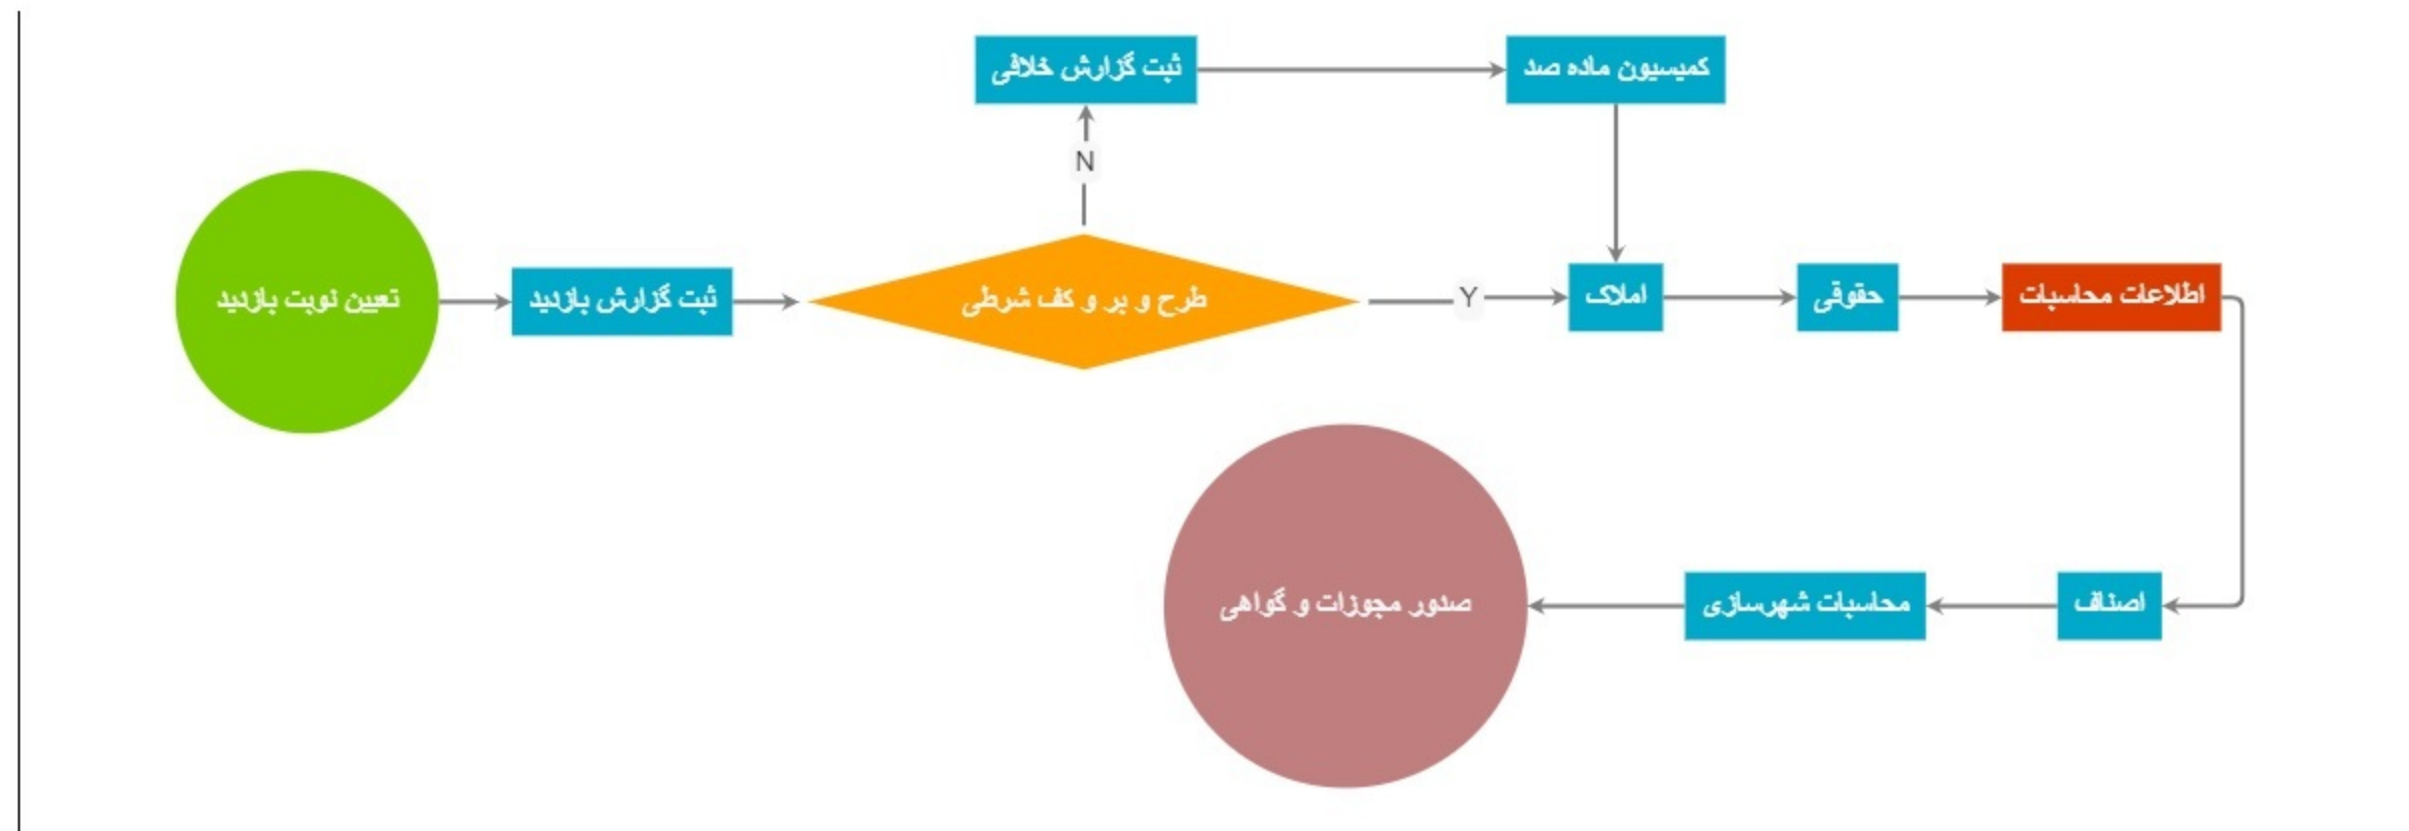 ثبت گزارش خلافی
کمیسیون ماده صد
N
تعیین نوبت بازدید
ثبت گزارش بازدید
طرح و بر و کف شرطی
Y
املاک
حقوقی
اطلاعات محاسبات
اصناف
محاسبات شهرسازی
صدور مجوزات و گواهی